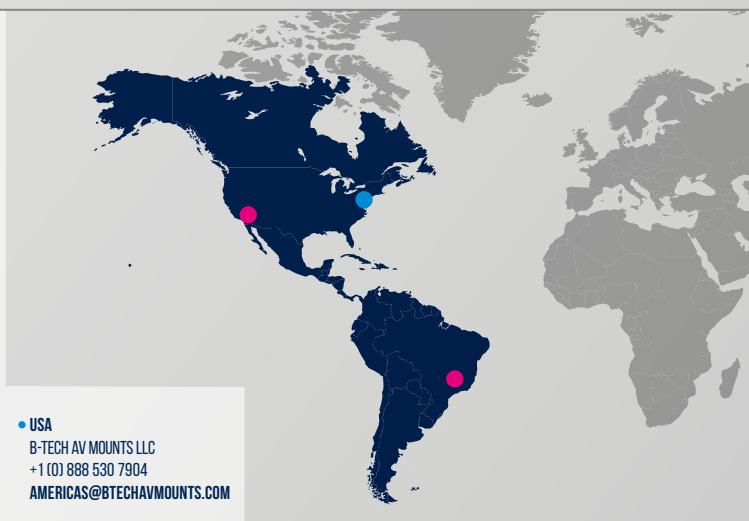 USA
B-TECH AV MOUNTS LLC
+1 (0) 888 530 7904
AMERICAS@BTECHAVMOUNTS.COM